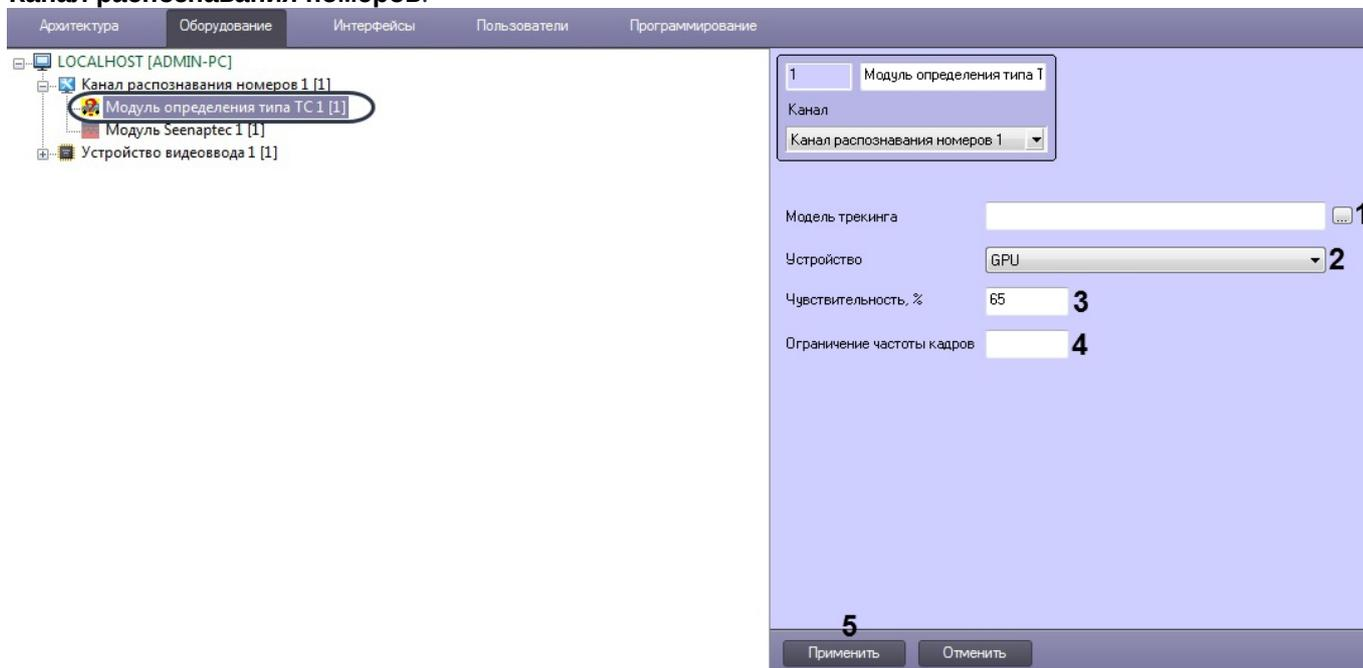 Канал распознавания номеров.
Архитектура Оборудование Интерфейсы Пользователи Программирование
LOCALHOST [ADMIN-PC]
Канал распознавания номеров 1 [1]
Модуль определения типа ТС 1 [1]
Модуль Seenaptec 1 [1]
Устройство видеоввода 1 [1]
1 Модуль определения типа Т
Канал
Канал распознавания номеров 1
Модель трекинга ... 1
Устройство GPU 2
Чувствительность, % 65 3
Ограничение частоты кадров 4
5
Применить Отменить